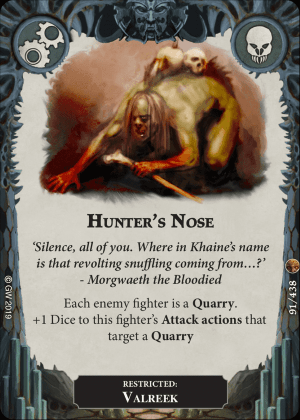 Hunter's Nose
‘Silence, all of you. Where in Khaine's name
is that revolting snuffling coming from…?’
- Morgwaeth the Bloodied
Each enemy fighter is a Quarry.
+1 Dice to this fighter's Attack actions that
target a Quarry
RESTRICTED:
Valreek
© GW 2019
91/438